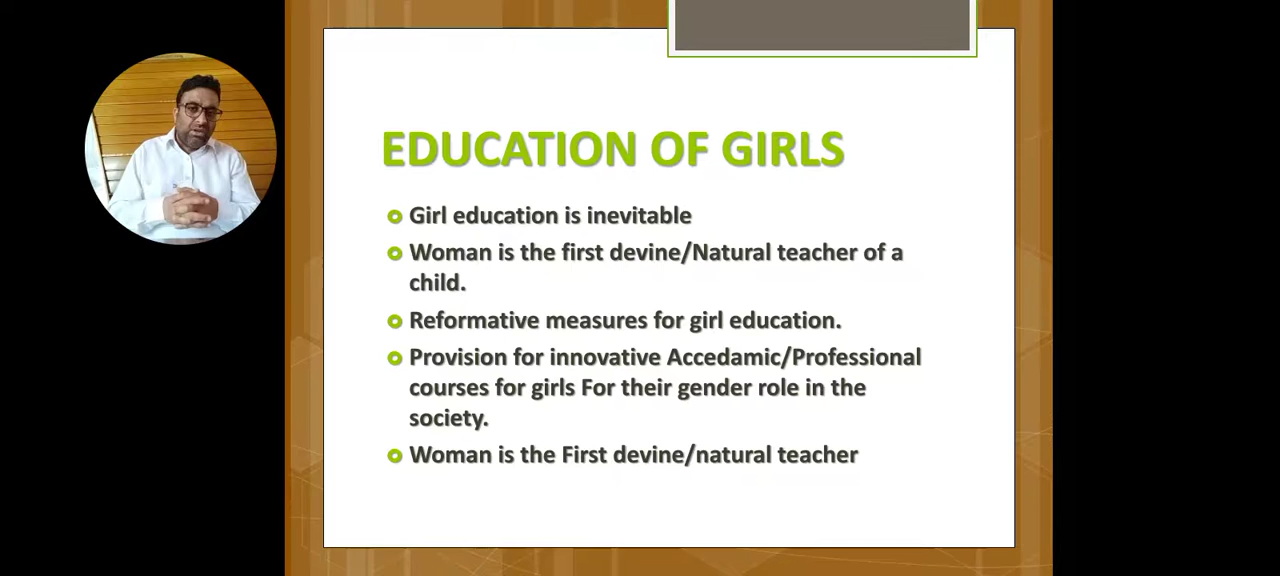 EDUCATION OF GIRLS
Girl education is inevitable
Woman is the first devine/Natural teacher of a
child.
Reformative measures for girl education.
Provision for innovative Accedamic/Professional
courses for girls For their gender role in the
society.
Woman is the First devine/natural teacher